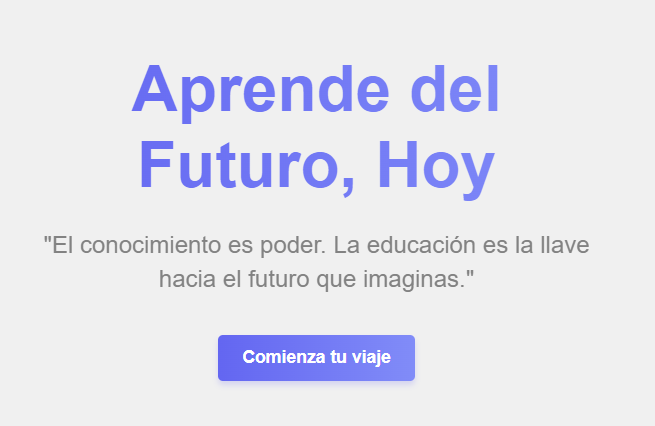 Aprende del
Futuro, Hoy
"El conocimiento es poder. La educación es la llave
hacia el futuro que imaginas."
Comienza tu viaje